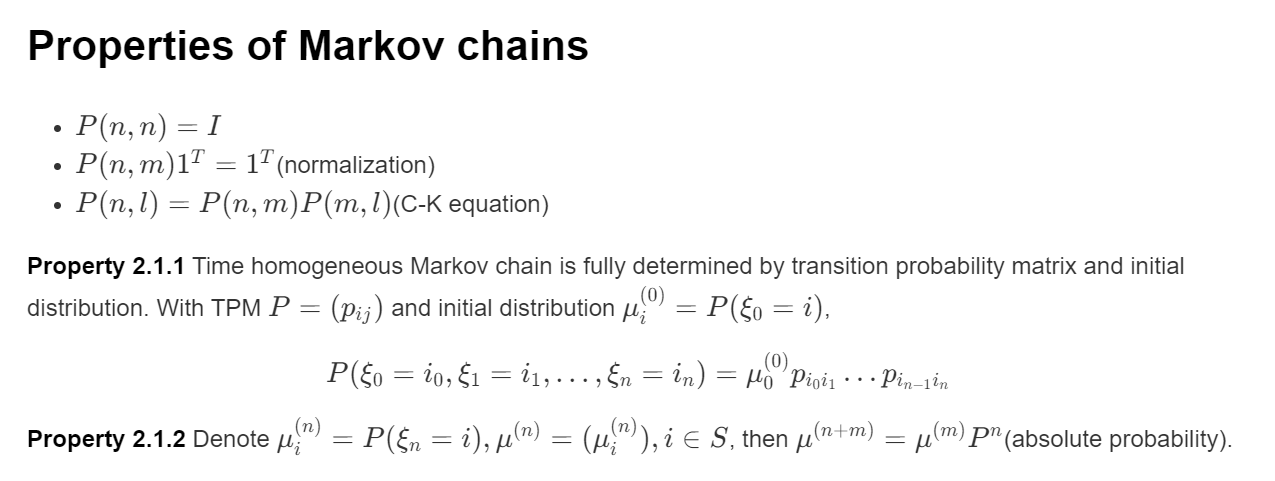 Properties of Markov chains
• $P(n,n) = I$
• $P(n,m)1^T = 1^T$(normalization)
• $P(n,l) = P(n,m)P(m,l)$(C-K equation)
Property 2.1.1 Time homogeneous Markov chain is fully determined by transition probability matrix and initial
distribution. With TPM $P = (p_{ij})$ and initial distribution $\mu_i^{(0)} = P(\xi_0 = i)$,
$P(\xi_0 = i_0, \xi_1 = i_1, \ldots, \xi_n = i_n) = \mu_0^{(0)} p_{i_0 i_1} \cdots p_{i_{n-1} i_n}$
Property 2.1.2 Denote $\mu_i^{(n)} = P(\xi_n = i), \mu^{(n)} = (\mu_i^{(n)}), i \in S$, then $\mu^{(n+m)} = \mu^{(m)} P^n$(absolute probability).